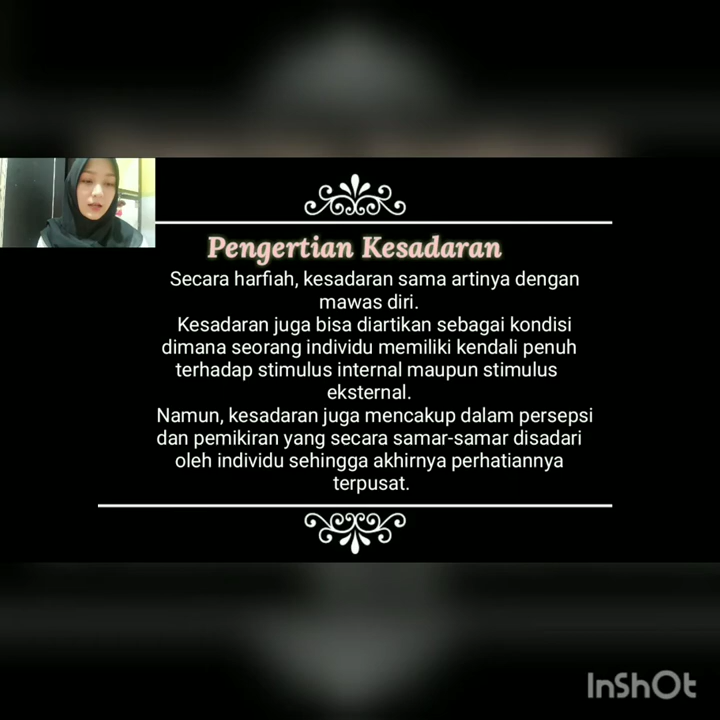 Pengertian Kesadaran
Secara harfiah, kesadaran sama artinya dengan
mawas diri.
Kesadaran juga bisa diartikan sebagai kondisi
dimana seorang individu memiliki kendali penuh
terhadap stimulus internal maupun stimulus
eksternal.
Namun, kesadaran juga mencakup dalam persepsi
dan pemikiran yang secara samar-samar disadari
oleh individu sehingga akhirnya perhatiannya
terpusat.
InShOt